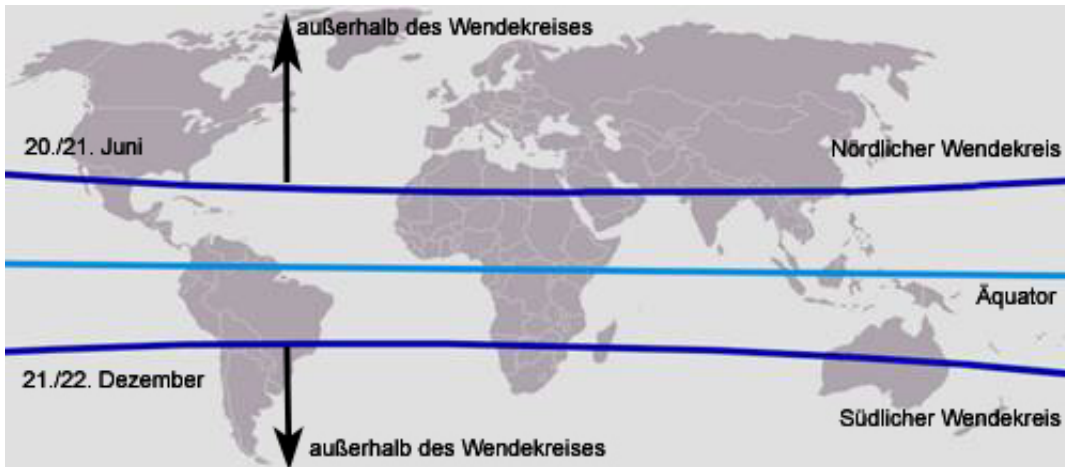 außerhalb des Wendekreises
20./21. Juni
Nördlicher Wendekreis
Äquator
21./22. Dezember
Südlicher Wendekreis
außerhalb des Wendekreises